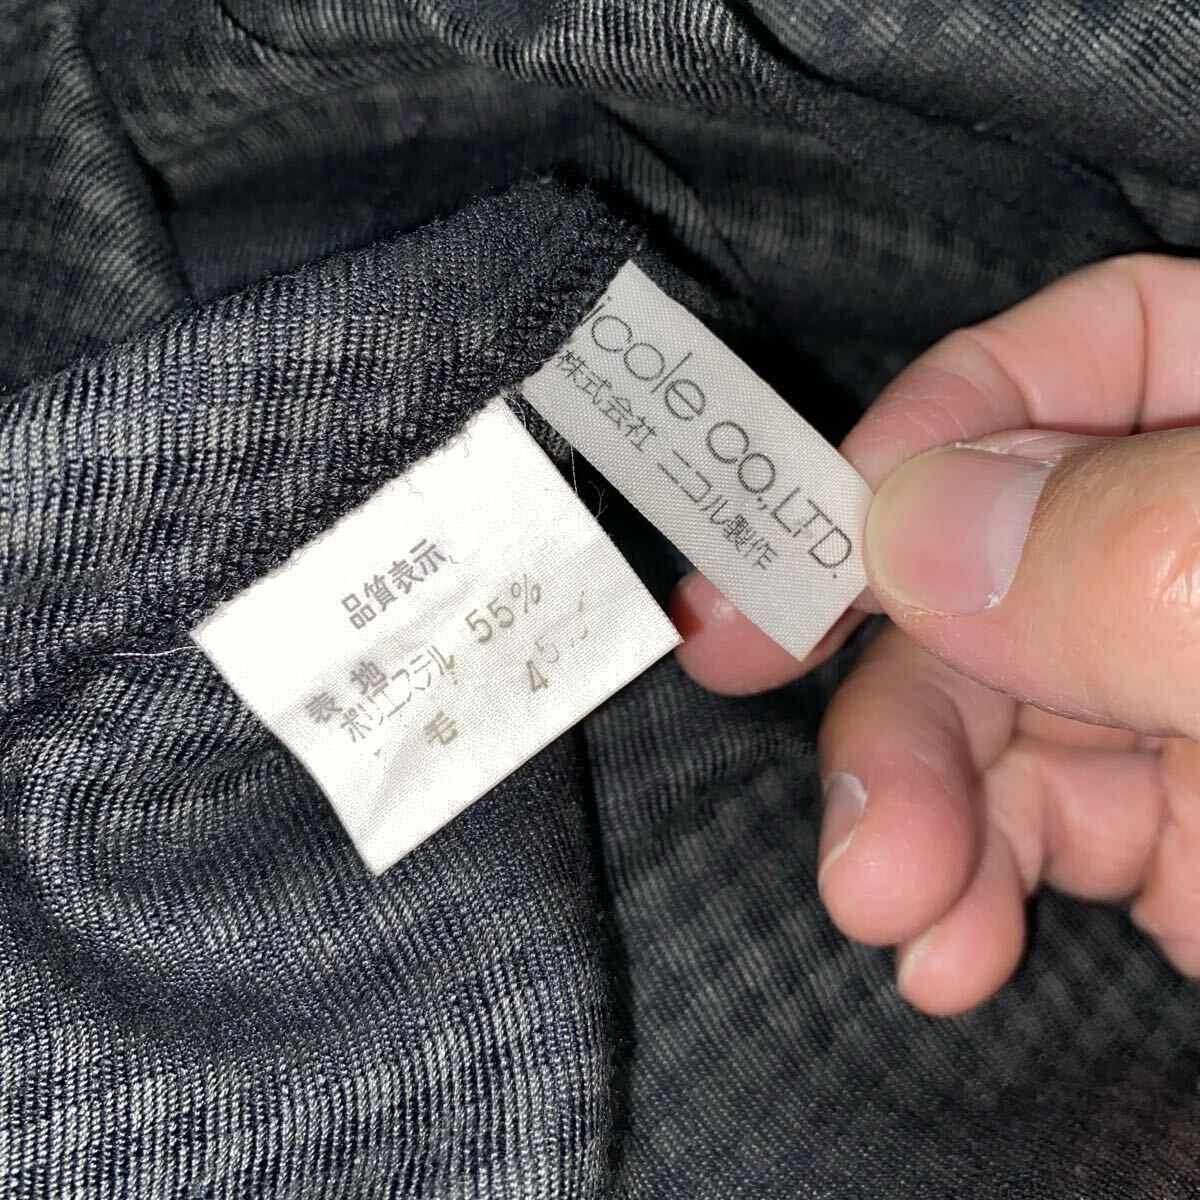 icole co.,LTD.
株式会社 ニコル製作
品質表示
表地
ポリエステル 55%
毛 45%